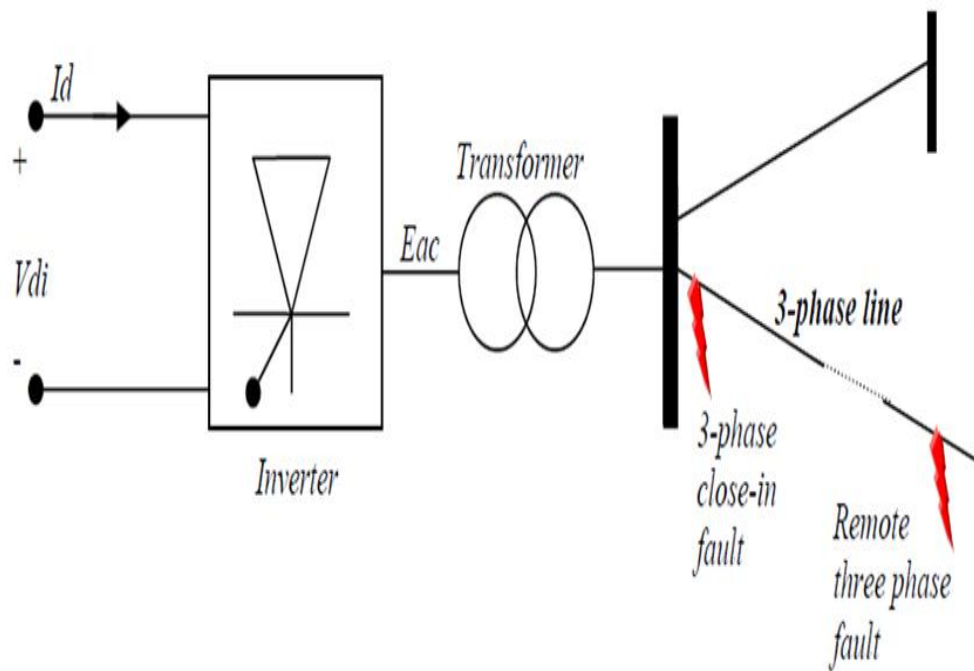 Id
+
Vdi
-
Inverter
Eac
Transformer
3-phase line
3-phase
close-in
fault
Remote
three phase
fault